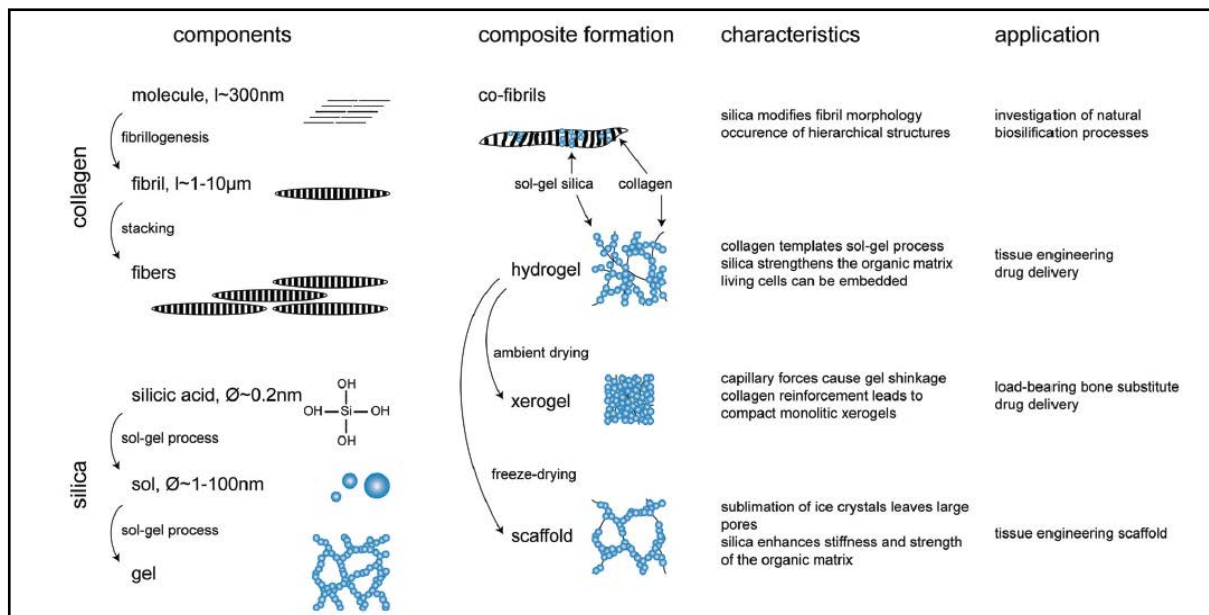 components
composite formation
characteristics
application
collagen
molecule, l~300nm
fibrillogenesis
fibril, l~1-10µm
stacking
fibers
silica
silicic acid, Ø~0.2nm
OH
OH
Si
OH
OH
sol-gel process
sol, Ø~1-100nm
sol-gel process
gel
co-fibrils
sol-gel silica
collagen
hydrogel
ambient drying
xerogel
freeze-drying
scaffold
silica modifies fibril morphology
occurence of hierarchical structures
collagen templates sol-gel process
silica strengthens the organic matrix
living cells can be embedded
capillary forces cause gel shinkage
collagen reinforcement leads to
compact monolitic xerogels
sublimation of ice crystals leaves large
pores
silica enhances stiffness and strength
of the organic matrix
investigation of natural
biosilification processes
tissue engineering
drug delivery
load-bearing bone substitute
drug delivery
tissue engineering scaffold